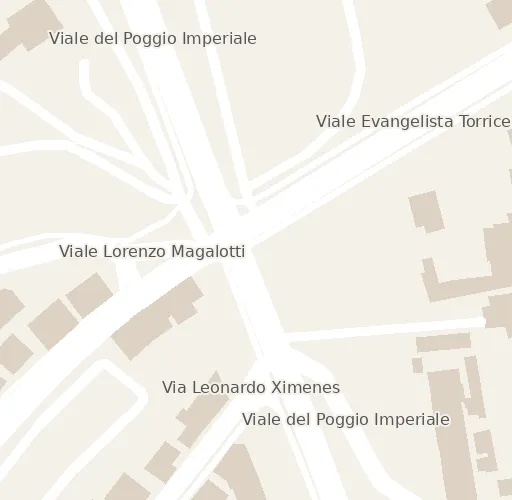 Viale del Poggio Imperiale
Viale Evangelista Torrice
Viale Lorenzo Magalotti
Via Leonardo Ximenes
Viale del Poggio Imperiale